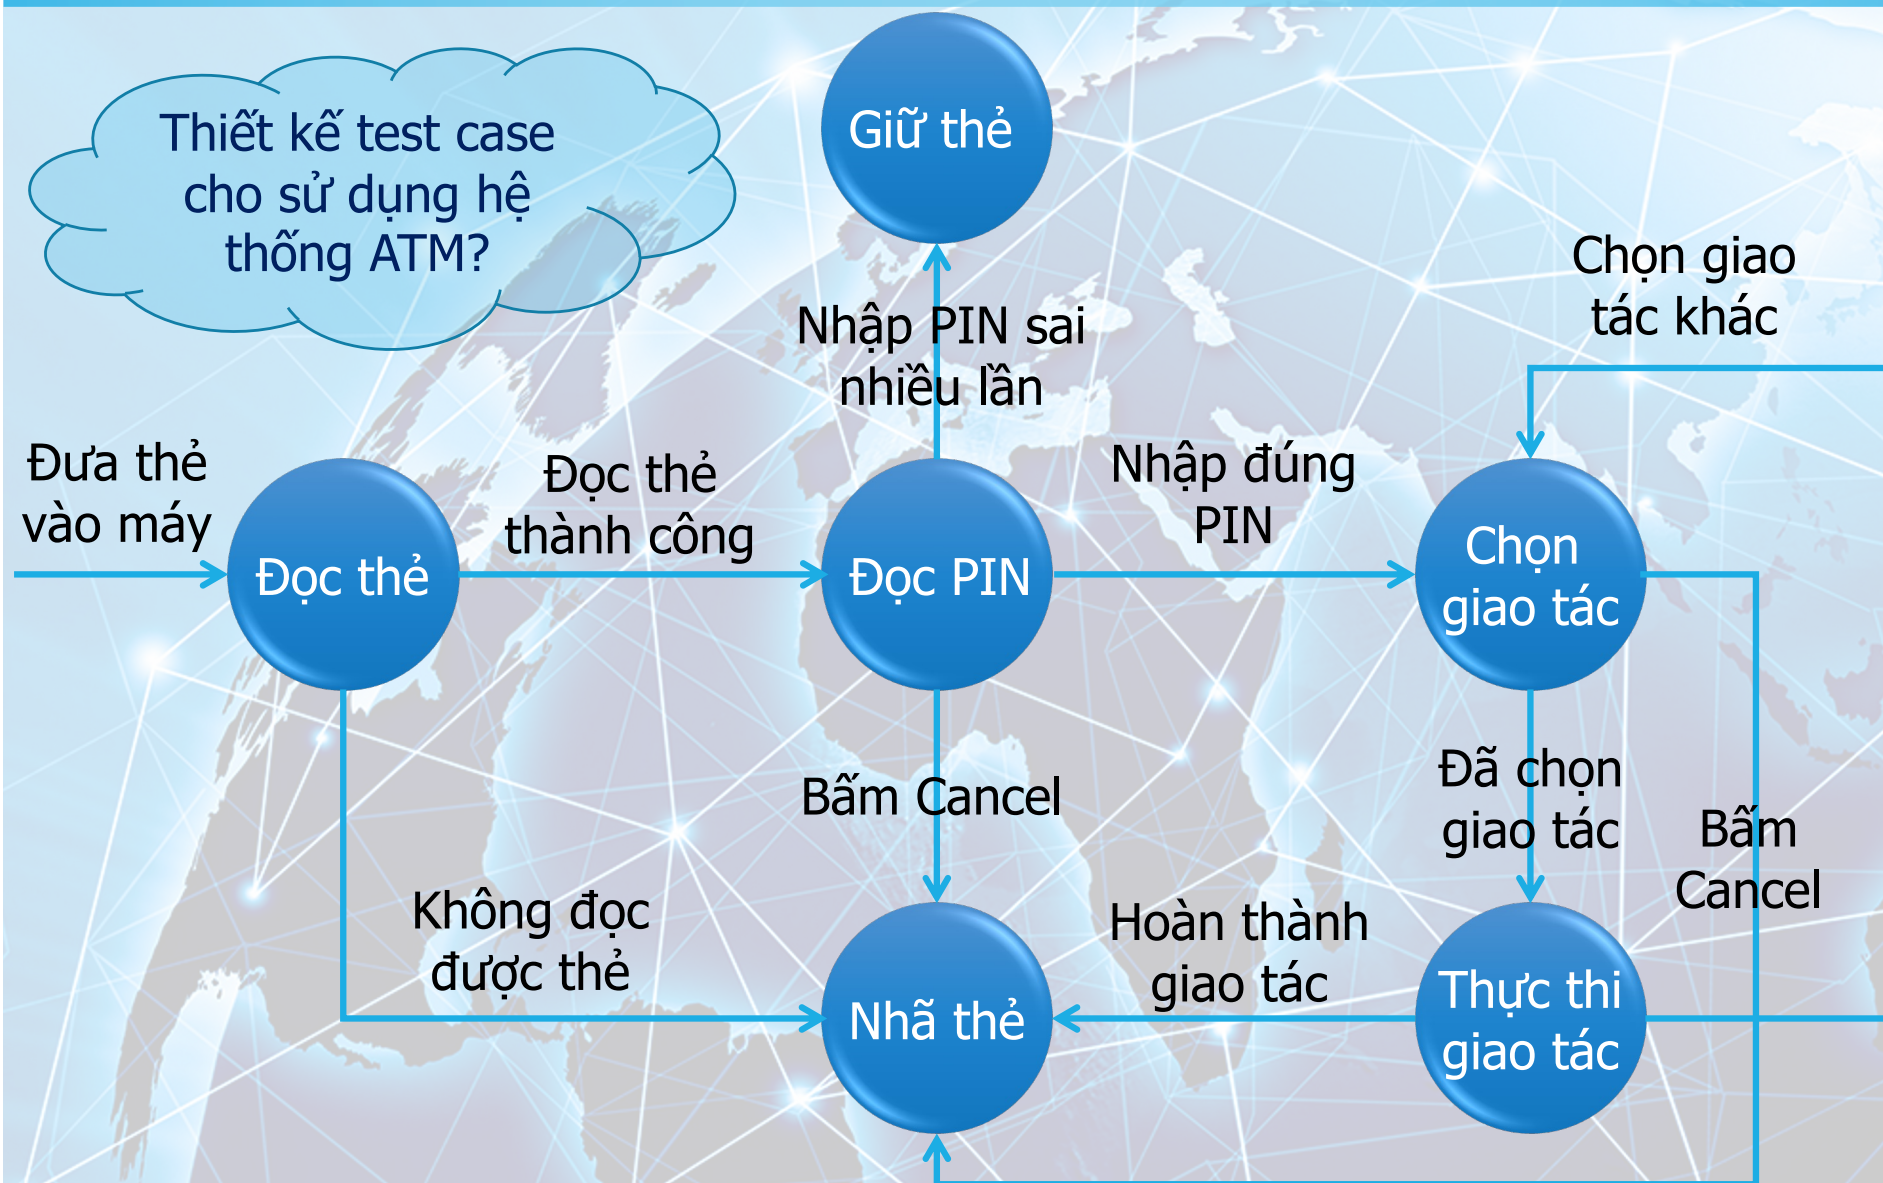 Thiết kế test case
cho sử dụng hệ
thống ATM?
Giữ thẻ
Chọn giao
tác khác
Nhập PIN sai
nhiều lần
Đưa thẻ
vào máy
Đọc thẻ
thành công
Nhập đúng
PIN
Đọc thẻ
Đọc PIN
Chọn
giao tác
Bấm Cancel
Đã chọn
giao tác
Bấm
Cancel
Không đọc
được thẻ
Hoàn thành
giao tác
Nhã thẻ
Thực thi
giao tác